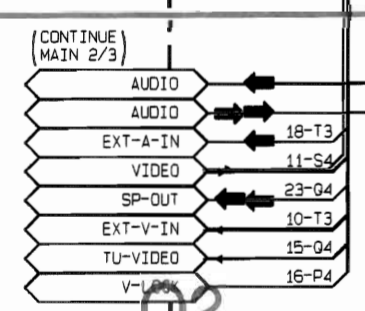 (CONTINUE
MAIN 2/3)
AUDIO
AUDIO
EXT-A-IN 18-T3
VIDEO 11-S4
SP-OUT 23-Q4
EXT-V-IN 10-T3
TU-VIDEO 15-Q4
16-P4